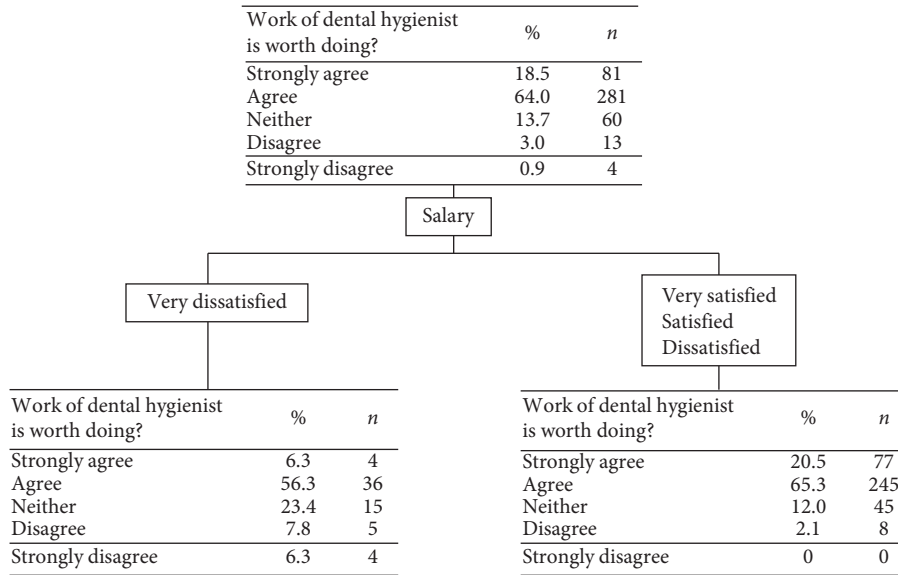 Work of dental hygienist
is worth doing? % n
Strongly agree 18.5 81
Agree 64.0 281
Neither 13.7 60
Disagree 3.0 13
Strongly disagree 0.9 4
Salary
Very dissatisfied
Very satisfied
Satisfied
Dissatisfied
Work of dental hygienist
is worth doing? % n
Strongly agree 6.3 4
Agree 56.3 36
Neither 23.4 15
Disagree 7.8 5
Strongly disagree 6.3 4
Work of dental hygienist
is worth doing? % n
Strongly agree 20.5 77
Agree 65.3 245
Neither 12.0 45
Disagree 2.1 8
Strongly disagree 0 0